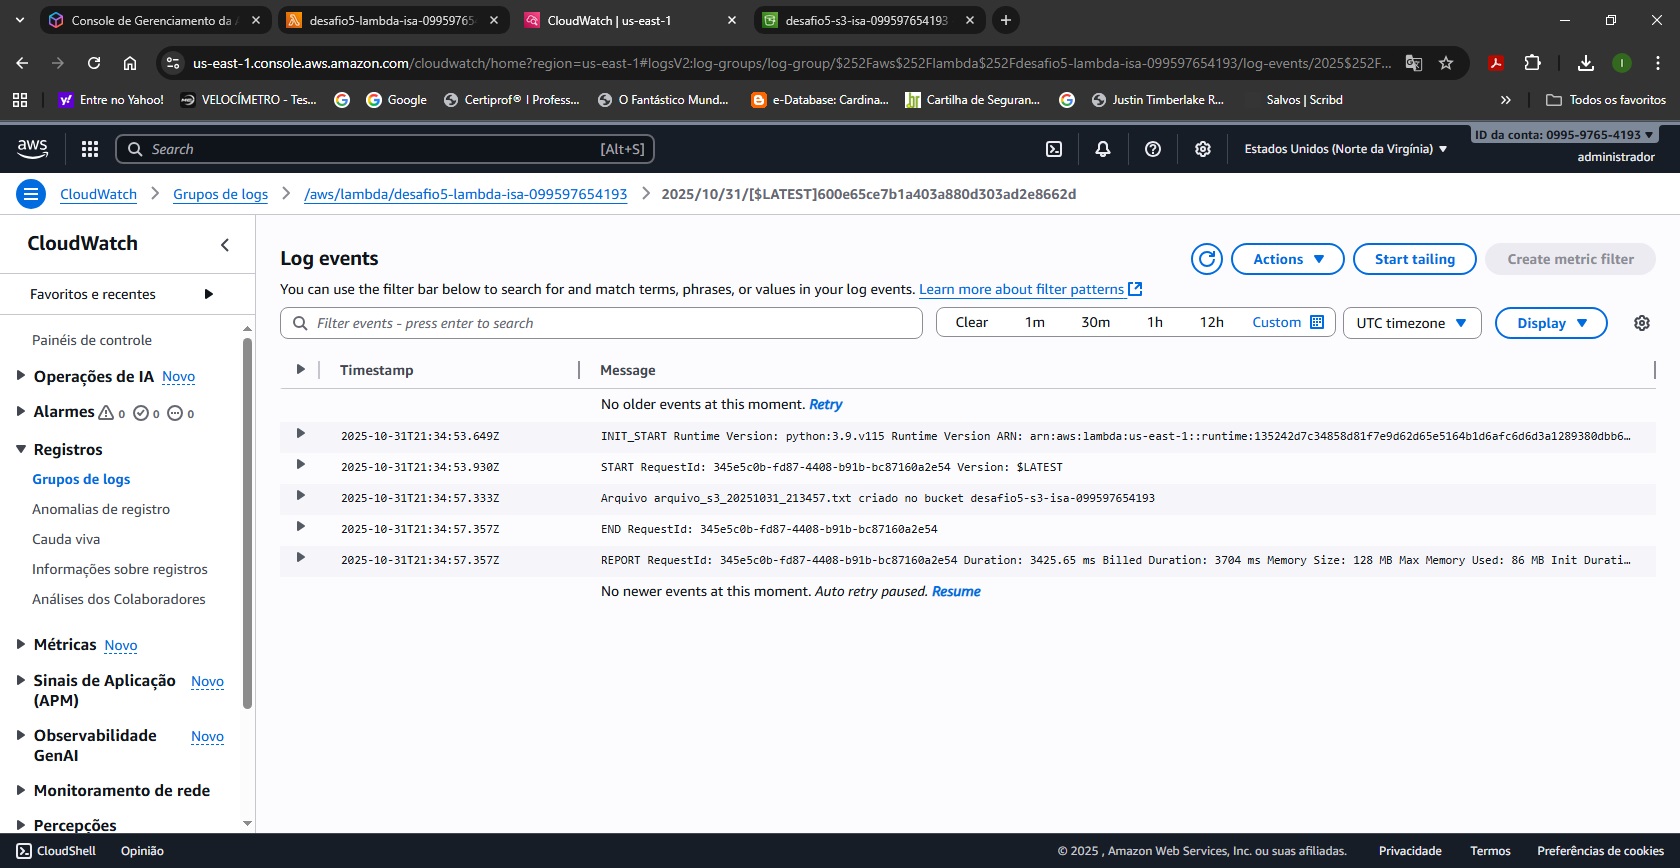 Console de Gerenciamento da
desafio5-lambda-isa-09959765
CloudWatch | us-east-1
desafio5-s3-isa-099597654193
us-east-1.console.aws.amazon.com/cloudwatch/home?region=us-east-1#logsV2:log-groups/log-group/$252Faws$252Flambda$252Fdesafio5-lambda-isa-099597654193/log-events/2025$252F...
Entre no Yahoo!
VELOCÍMETRO - Tes...
Google
Certiprof® | Profess...
O Fantástico Mund...
e-Database: Cardina...
Cartilha de Seguran...
Justin Timberlake R...
Salvos | Scribd
Todos os favoritos
aws
Search
[Alt+S]
Estados Unidos (Norte da Virgínia)
ID da conta: 0995-9765-4193
administrador
CloudWatch
Grupos de logs
/aws/lambda/desafio5-lambda-isa-099597654193
2025/10/31/[$LATEST]600e65ce7b1a403a880d303ad2e8662d
CloudWatch
Favoritos e recentes
Painéis de controle
Operações de IA Novo
Alarmes 0 0 0
Registros
Grupos de logs
Anomalias de registro
Cauda viva
Informações sobre registros
Análises dos Colaboradores
Métricas Novo
Sinais de Aplicação Novo
(APM)
Observabilidade Novo
GenAI
Monitoramento de rede
Percepções
Log events
Actions
Start tailing
Create metric filter
You can use the filter bar below to search for and match terms, phrases, or values in your log events. Learn more about filter patterns
Filter events - press enter to search
Clear 1m 30m 1h 12h Custom
UTC timezone
Display
Timestamp Message
No older events at this moment. Retry
2025-10-31T21:34:53.649Z INIT_START Runtime Version: python:3.9.v115 Runtime Version ARN: arn:aws:lambda:us-east-1::runtime:135242d7c34858d81f7e9d62d65e5164b1d6afc6d6d3a1289380dbb6...
2025-10-31T21:34:53.930Z START RequestId: 345e5c0b-fd87-4408-b91b-bc87160a2e54 Version: $LATEST
2025-10-31T21:34:57.333Z Arquivo arquivo_s3_20251031_213457.txt criado no bucket desafio5-s3-isa-099597654193
2025-10-31T21:34:57.357Z END RequestId: 345e5c0b-fd87-4408-b91b-bc87160a2e54
2025-10-31T21:34:57.357Z REPORT RequestId: 345e5c0b-fd87-4408-b91b-bc87160a2e54 Duration: 3425.65 ms Billed Duration: 3704 ms Memory Size: 128 MB Max Memory Used: 86 MB Init Durati...
No newer events at this moment. Auto retry paused. Resume
CloudShell
Opinião
© 2025 , Amazon Web Services, Inc. ou suas afiliadas.
Privacidade
Termos
Preferências de cookies